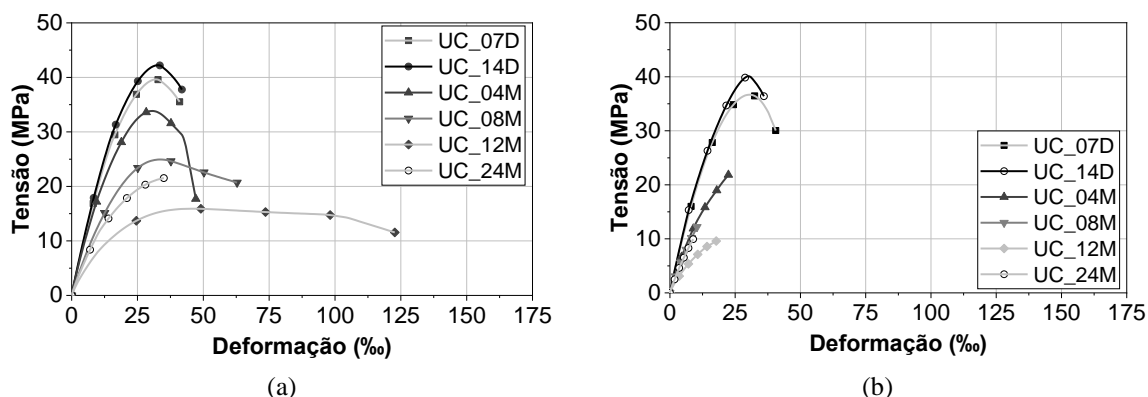 50
40
30
20
10
0
Tensão (MPa)
UC_07D
UC_14D
UC_04M
UC_08M
UC_12M
UC_24M
0 25 50 75 100 125 150 175
Deformação (‰)
(a)
50
40
30
20
10
0
Tensão (MPa)
UC_07D
UC_14D
UC_04M
UC_08M
UC_12M
UC_24M
0 25 50 75 100 125 150 175
Deformação (‰)
(b)